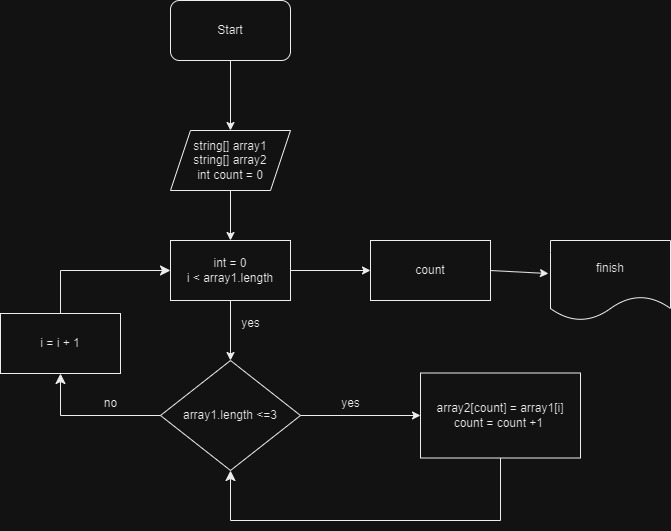 Start
string[] array1
string[] array2
int count = 0
int = 0
i < array1.length
count
finish
yes
i = i + 1
no
array1.length <=3
yes
array2[count] = array1[i]
count = count +1